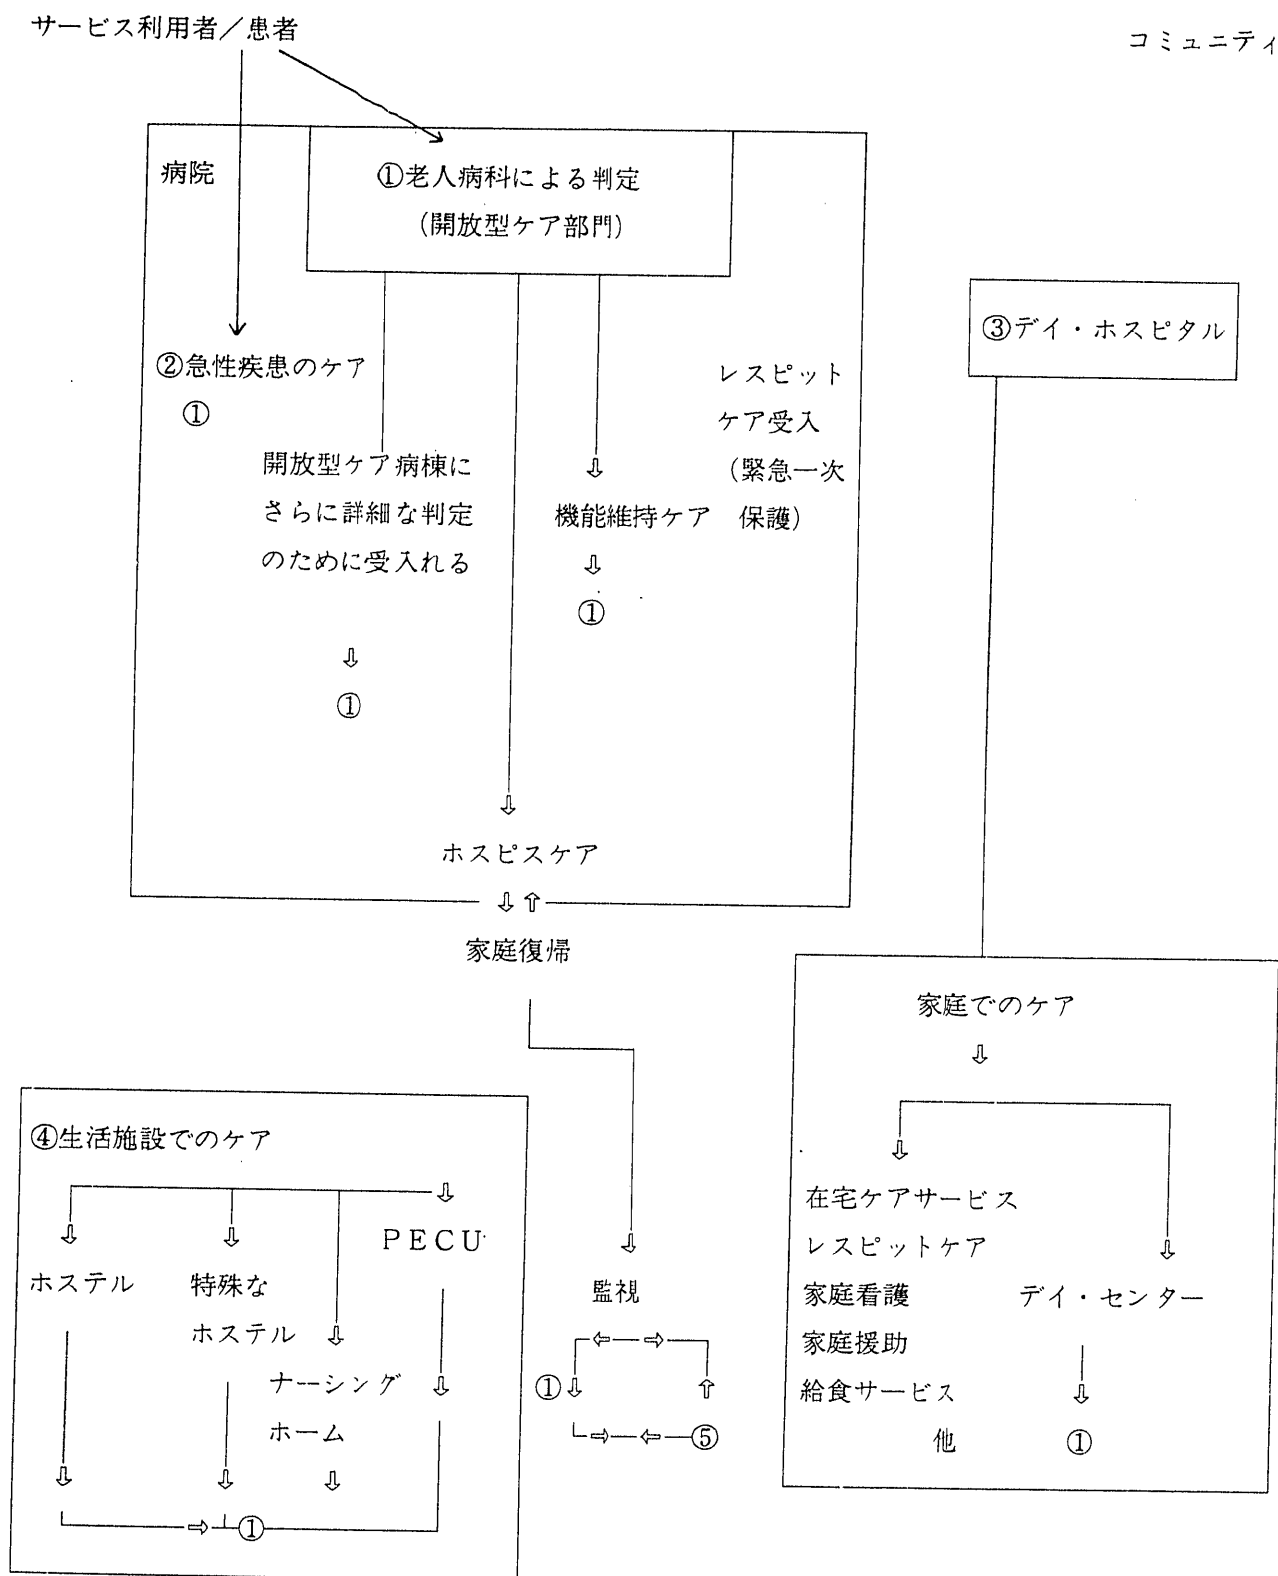 サービス利用者／患者
コミュニティ
病院
①老人病科による判定
（開放型ケア部門）
③デイ・ホスピタル
②急性疾患のケア
①
レスピット
ケア受入
（緊急一次
保護）
開放型ケア病棟に
さらに詳細な判定
のために受入れる
①
機能維持ケア
①
ホスピスケア
家庭復帰
家庭でのケア
④生活施設でのケア
ホステル
特殊な
ホステル
ナーシング
ホーム
PECU
①
監視
①
⑤
在宅ケアサービス
レスピットケア
家庭看護
家庭援助
給食サービス
他
デイ・センター
①